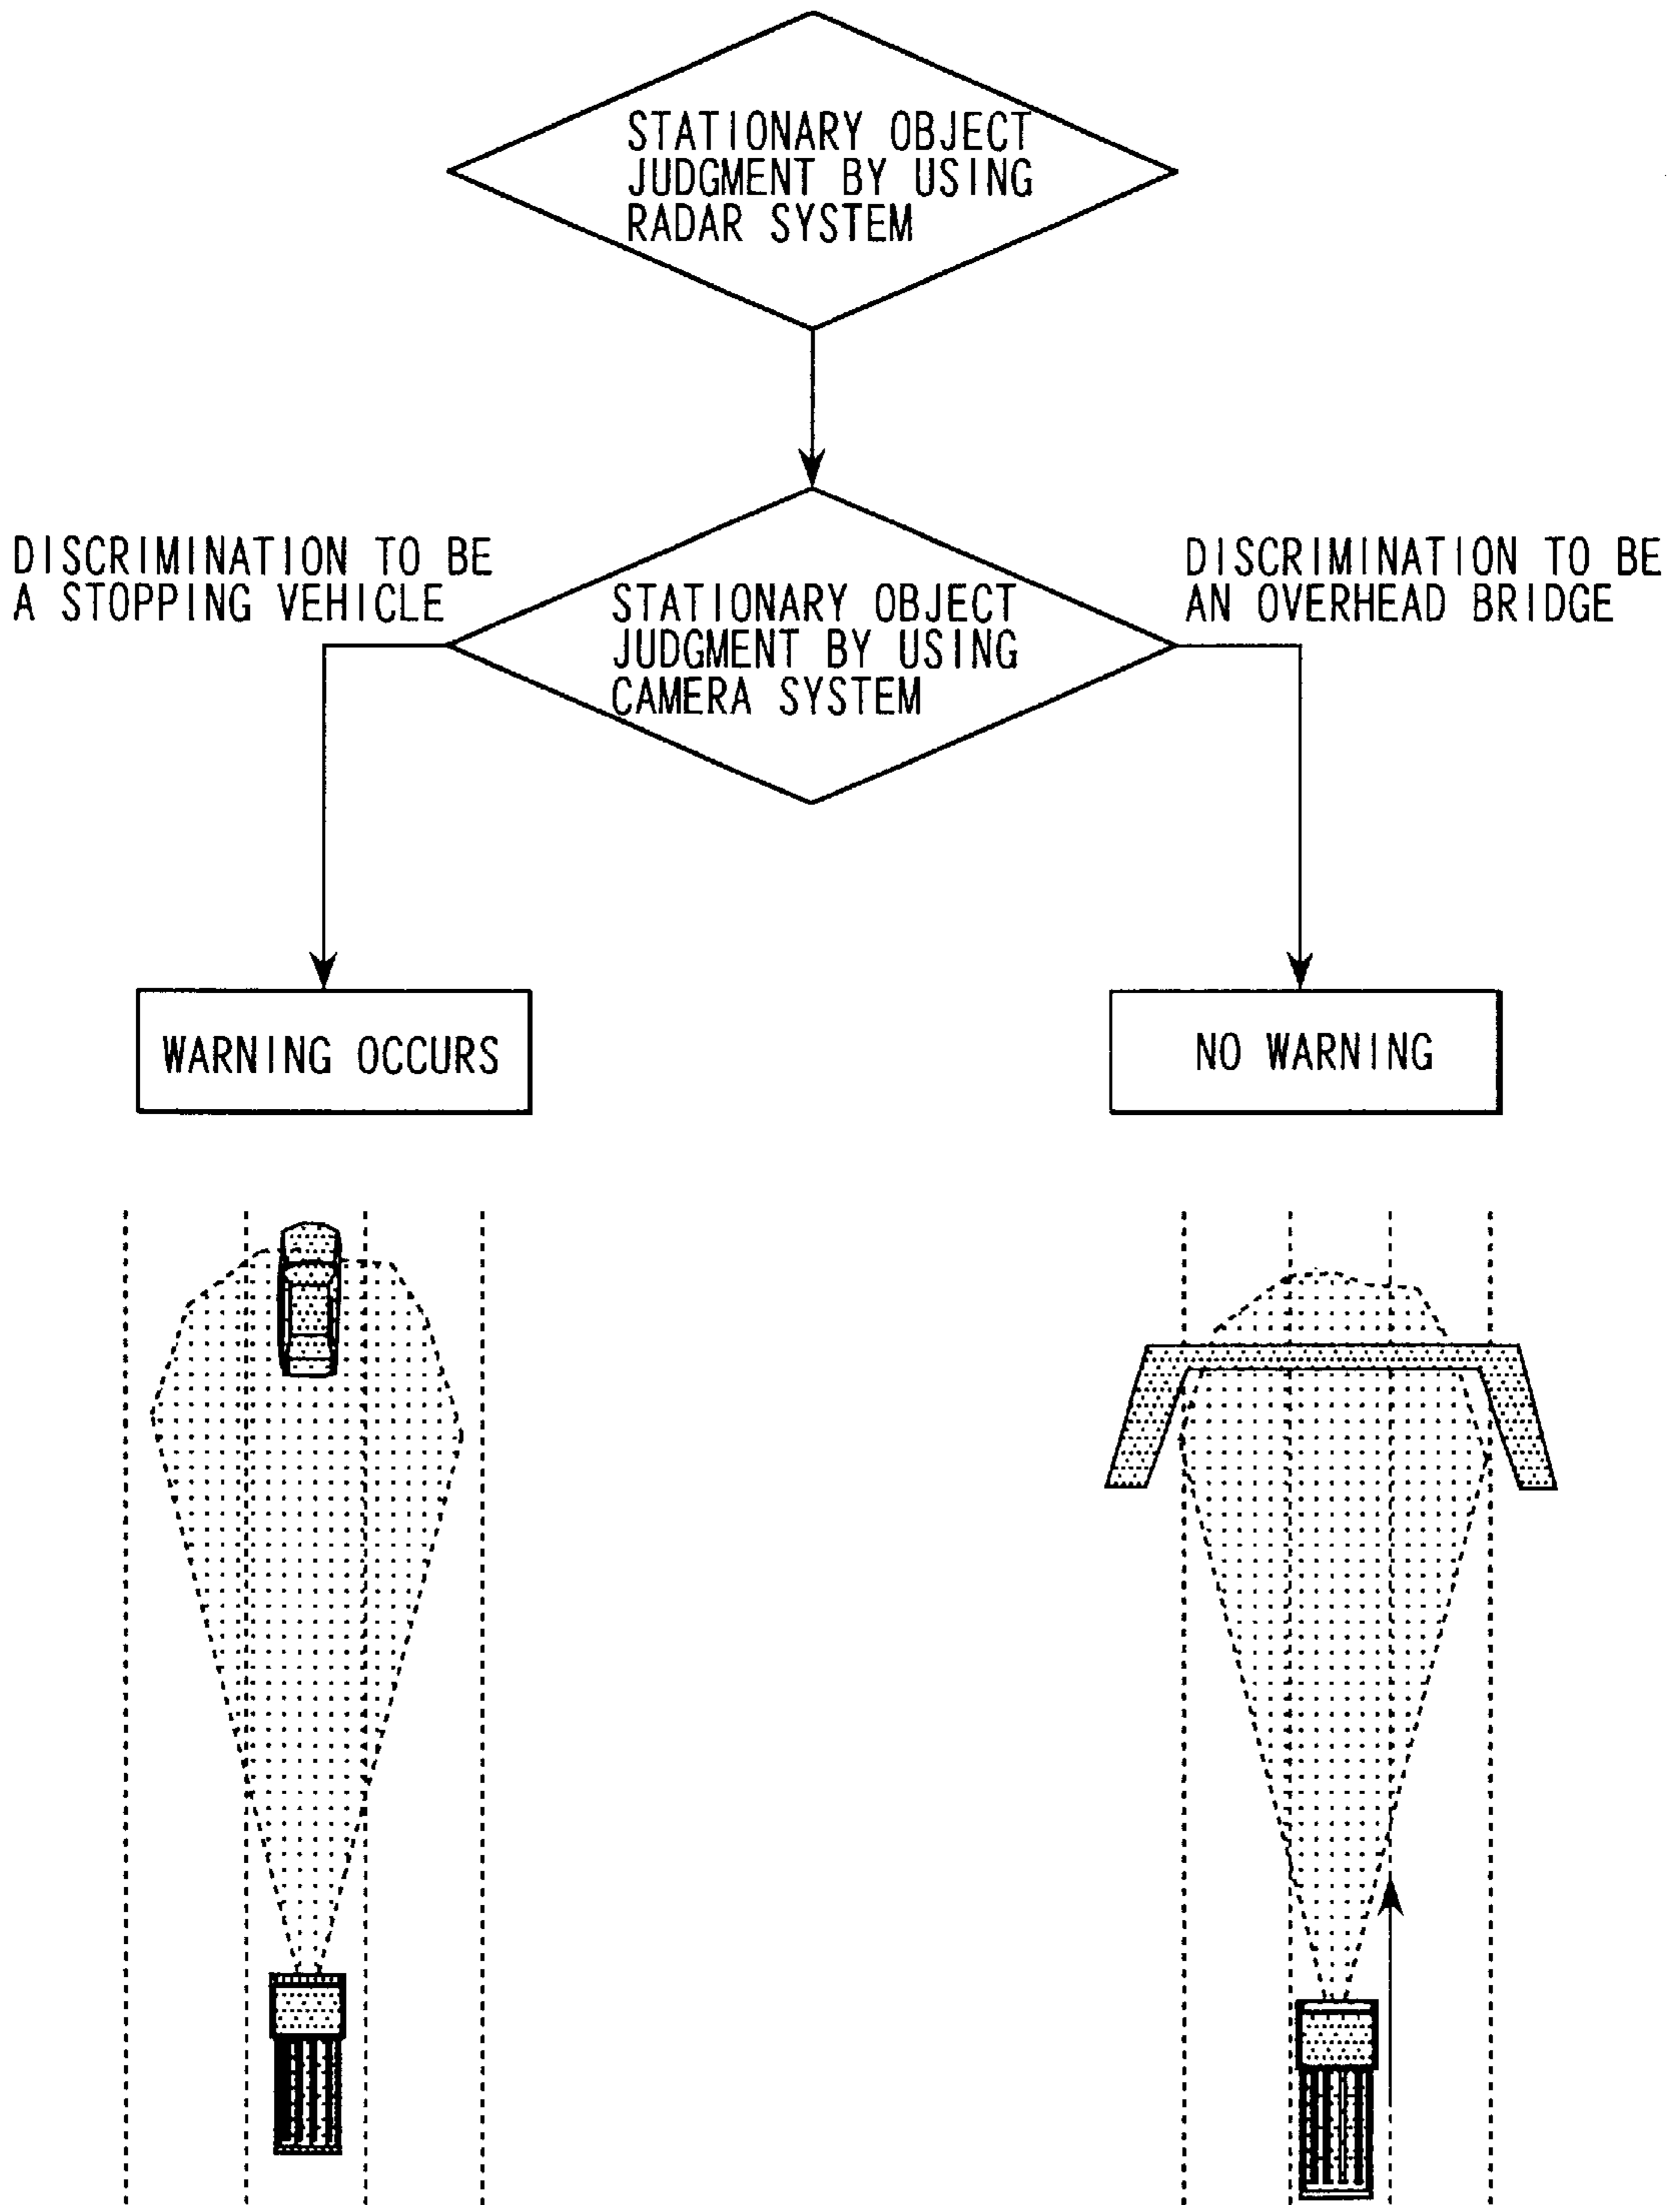 STATIONARY OBJECT
JUDGMENT BY USING
RADAR SYSTEM
DISCRIMINATION TO BE
A STOPPING VEHICLE
STATIONARY OBJECT
JUDGMENT BY USING
CAMERA SYSTEM
DISCRIMINATION TO BE
AN OVERHEAD BRIDGE
WARNING OCCURS
NO WARNING